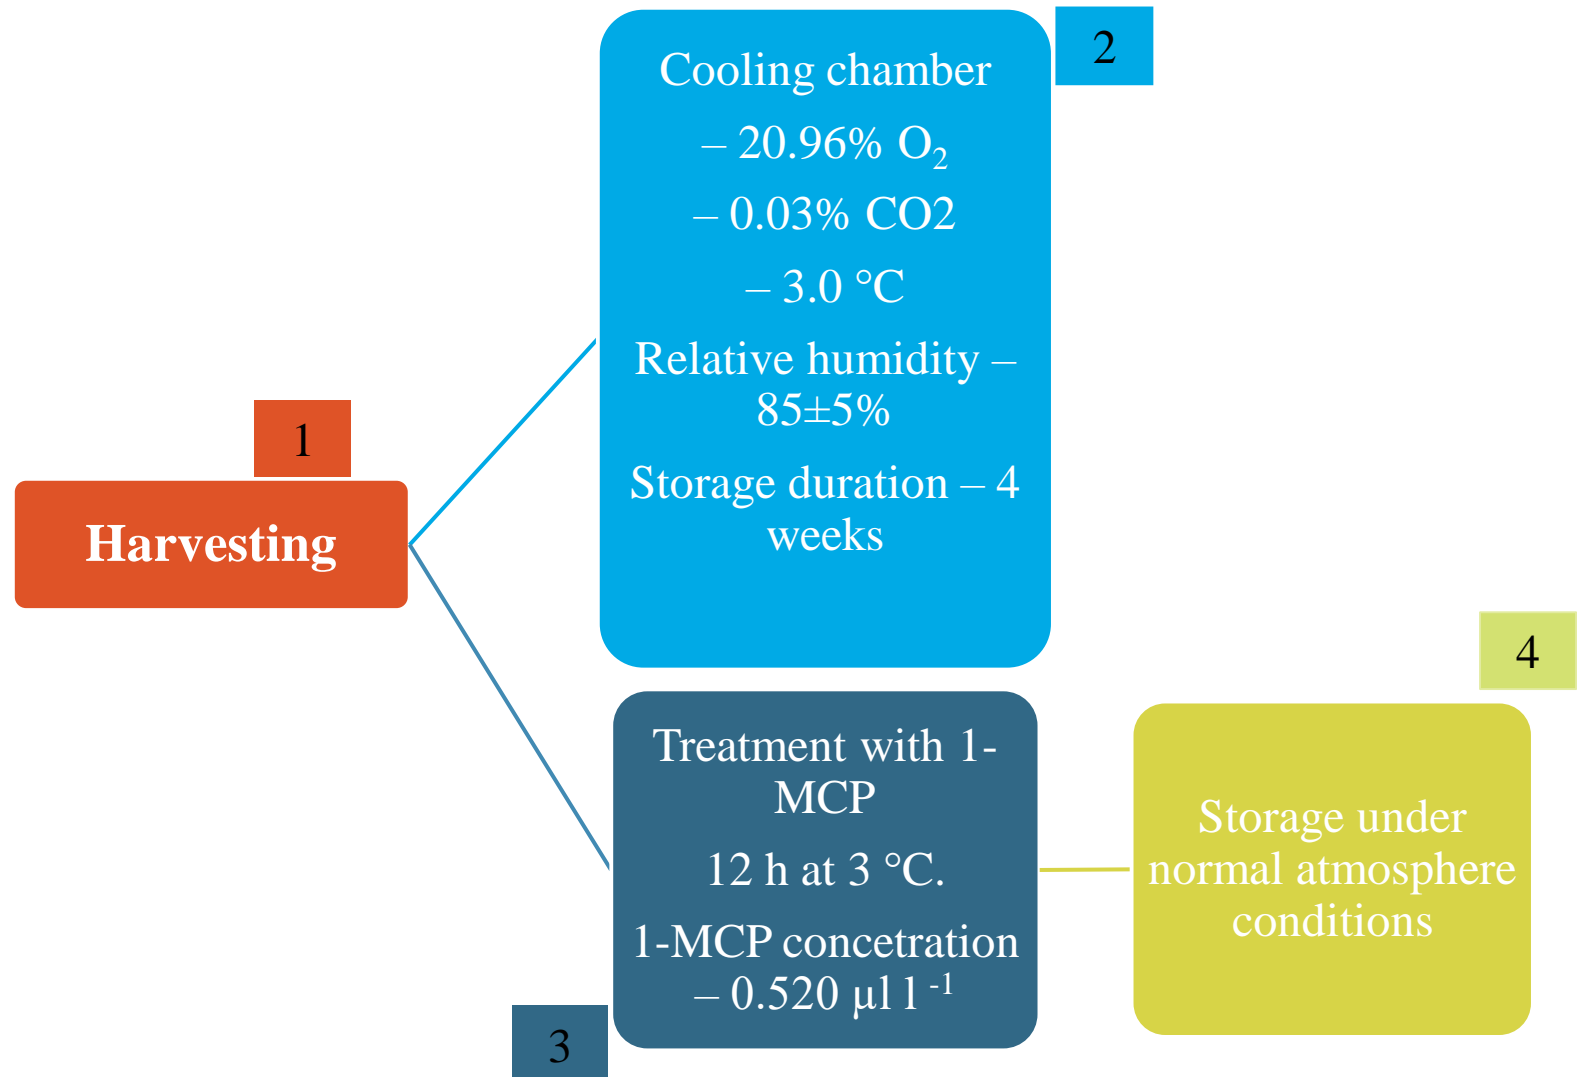 1
Harvesting
2
Cooling chamber
– 20.96% O₂
– 0.03% CO2
– 3.0 °C
Relative humidity –
85±5%
Storage duration – 4
weeks
3
Treatment with 1-
MCP
12 h at 3 °C.
1-MCP concetration
– 0.520 µl l ⁻¹
4
Storage under
normal atmosphere
conditions